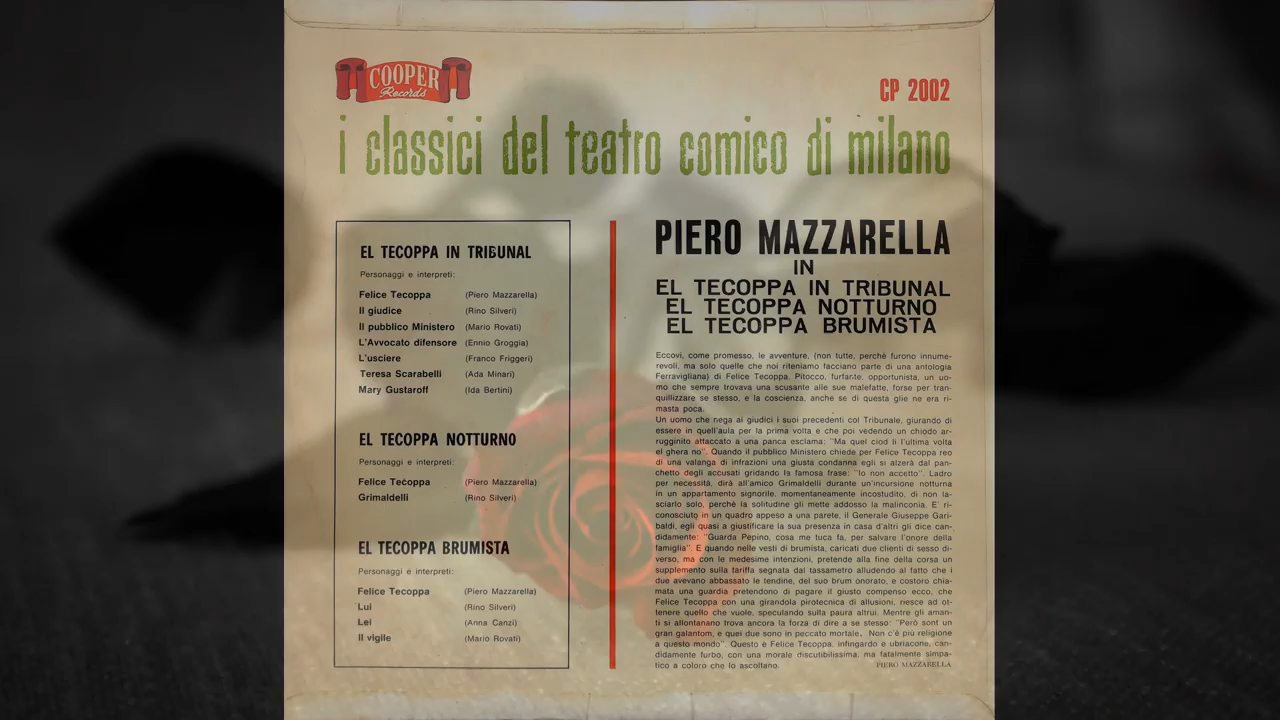 COOPER
Records
CP 2002
i classici del teatro comico di milano
EL TECOPPA IN TRIBUNAL
Personaggi e interpreti:
Felice Tecoppa (Piero Mazzarella)
Il giudice (Rino Silveri)
Il pubblico Ministero (Mario Rovati)
L'Avvocato difensore (Ennio Groggia)
L'usciere (Franco Friggeri)
Teresa Scarabelli (Ada Minari)
Mary Gustaroff (Ida Bertini)
EL TECOPPA NOTTURNO
Personaggi e interpreti:
Felice Tecoppa (Piero Mazzarella)
Grimaldelli (Rino Silveri)
EL TECOPPA BRUMISTA
Personaggi e interpreti:
Felice Tecoppa (Piero Mazzarella)
Lui (Rino Silveri)
Lei (Anna Canzi)
Il vigile (Mario Rovati)
PIERO MAZZARELLA
IN
EL TECOPPA IN TRIBUNAL
EL TECOPPA NOTTURNO
EL TECOPPA BRUMISTA
Eccovi, come promesso, le avventure, (non tutte, perchè furono innume-
revoli, ma solo quelle che noi riteniamo facciano parte di una antologia
Ferravigliana) di Felice Tecoppa. Pitocco, furfante, opportunista, un uo-
mo che sempre trovava una scusante alle sue malefatte, forse per tran-
quillizzare se stesso, e la coscienza, anche se di questa glie ne era ri-
masta poca.
Un uomo che nega ai giudici i suoi precedenti col Tribunale, giurando di
essere in quell'aula per la prima volta e che poi vedendo un chiodo ar-
rugginito attaccato a una panca esclama: "Ma quel ciod li l'ultima volta
el ghera no". Quando il pubblico Ministero chiede per Felice Tecoppa reo
di una valanga di infrazioni una giusta condanna egli si alzerà dal pan-
chetto degli accusati gridando la famosa frase: "Io non accetto". Ladro
per necessità, dirà all'amico Grimaldelli durante un'incursione notturna
in un appartamento signorile, momentaneamente incostudito, di non la-
sciarlo solo, perchè la solitudine gli mette addosso la malinconia. E' ri-
conosciuto in un quadro appeso a una parete, il Generale Giuseppe Gari-
baldi, egli quasi a giustificare la sua presenza in casa d'altri gli dice can-
didamente: "Guarda Pepino, cosa me tuca fa, per salvare l'onore della
famiglia". E quando nelle vesti di brumista, caricati due clienti di sesso di-
verso, ma con le medesime intenzioni, pretende alla fine della corsa un
supplemento sulla tariffa segnata dal tassametro alludendo al fatto che i
due avevano abbassato le tendine, del suo brum onorato, e costoro chia-
mata una guardia pretendono di pagare il giusto compenso ecco, che
Felice Tecoppa con una girandola pirotecnica di allusioni, riesce ad ot-
tenere quello che vuole, speculando sulla paura altrui. Mentre gli aman-
ti si allontanano trova ancora la forza di dire a se stesso: "Però sont un
gran galantom, e quei due sono in peccato mortale, Non c'è più religione
a questo mondo". Questo e Felice Tecoppa, infingardo e ubriacone, can-
didamente furbo, con una morale discutibilissima, ma fatalmente simpa-
tico a coloro che lo ascoltano. PIERO MAZZARELLA